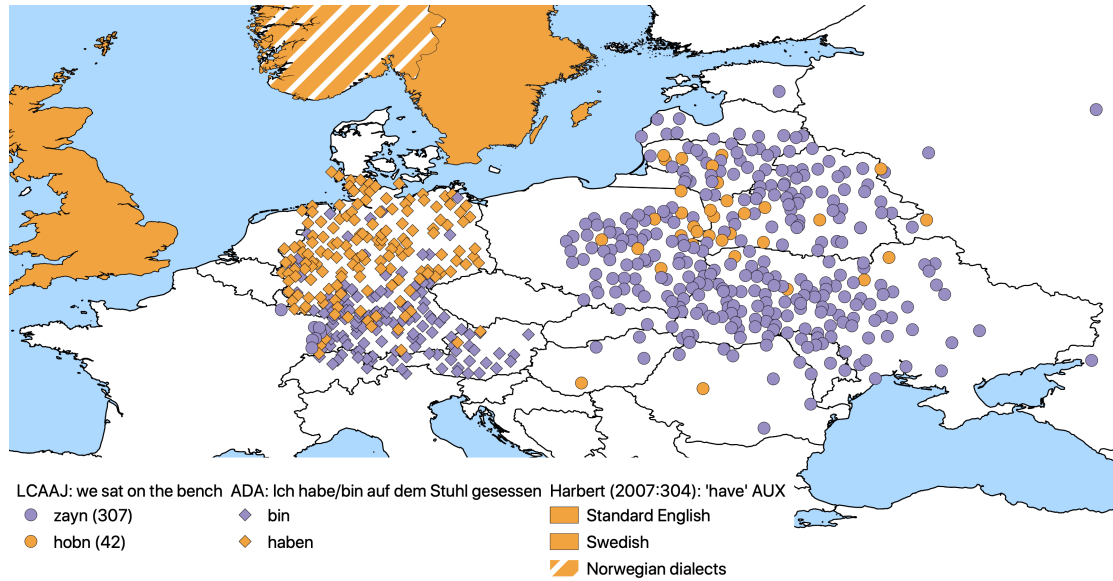 LCAAJ: we sat on the bench
zayn (307)
hobn (42)
ADA: Ich habe/bin auf dem Stuhl gesessen
bin
haben
Harbert (2007:304): 'have' AUX
Standard English
Swedish
Norwegian dialects